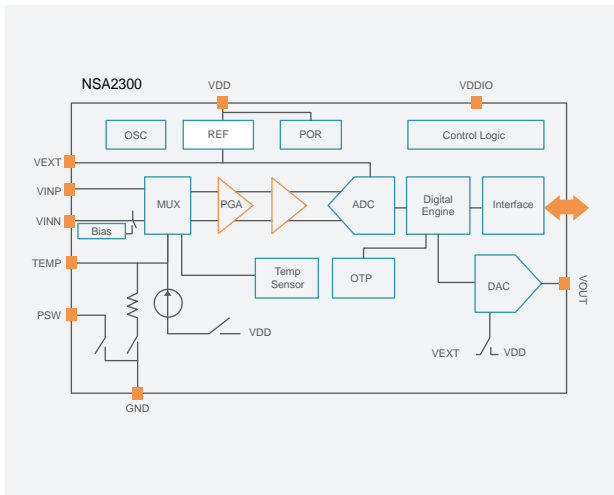 NSA2300
VDD
VDDIO
OSC
REF
POR
Control Logic
VEXT
VINP
VINN
Bias
MUX
PGA
ADC
Digital
Engine
Interface
TEMP
Temp
Sensor
OTP
DAC
VOUT
PSW
VDD
VEXT
VDD
GND